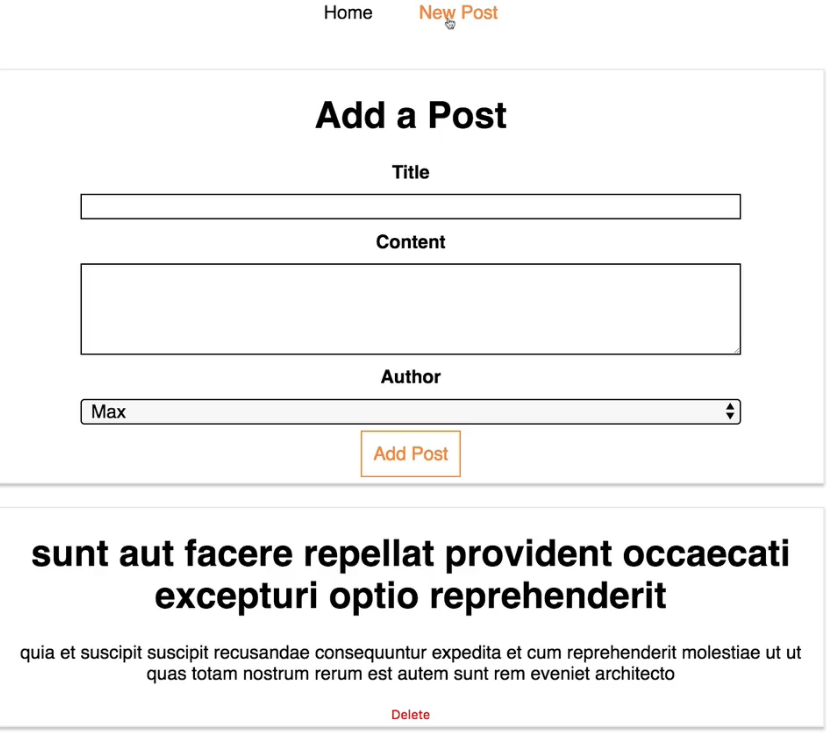 Home New Post
Add a Post
Title
Content
Author
Max
Add Post
sunt aut facere repellat provident occaecati
excepturi optio reprehenderit
quia et suscipit suscipit recusandae consequuntur expedita et cum reprehenderit molestiae ut ut
quas totam nostrum rerum est autem sunt rem eveniet architecto
Delete